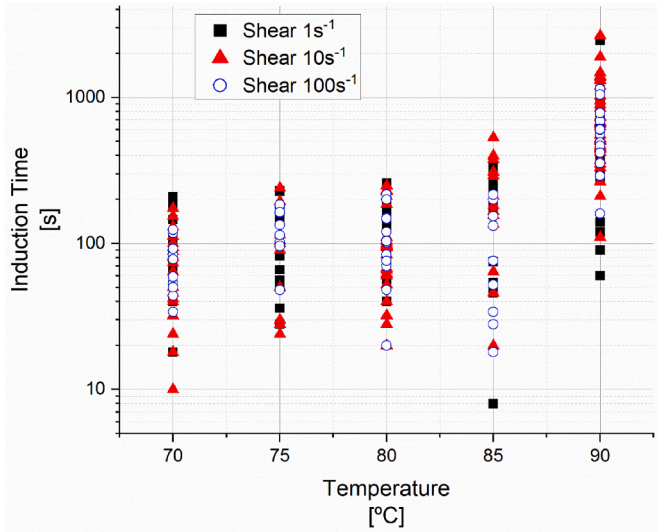 Shear 1s⁻¹
Shear 10s⁻¹
Shear 100s⁻¹
1000
100
10
Induction Time
[s]
70 75 80 85 90
Temperature
[ºC]